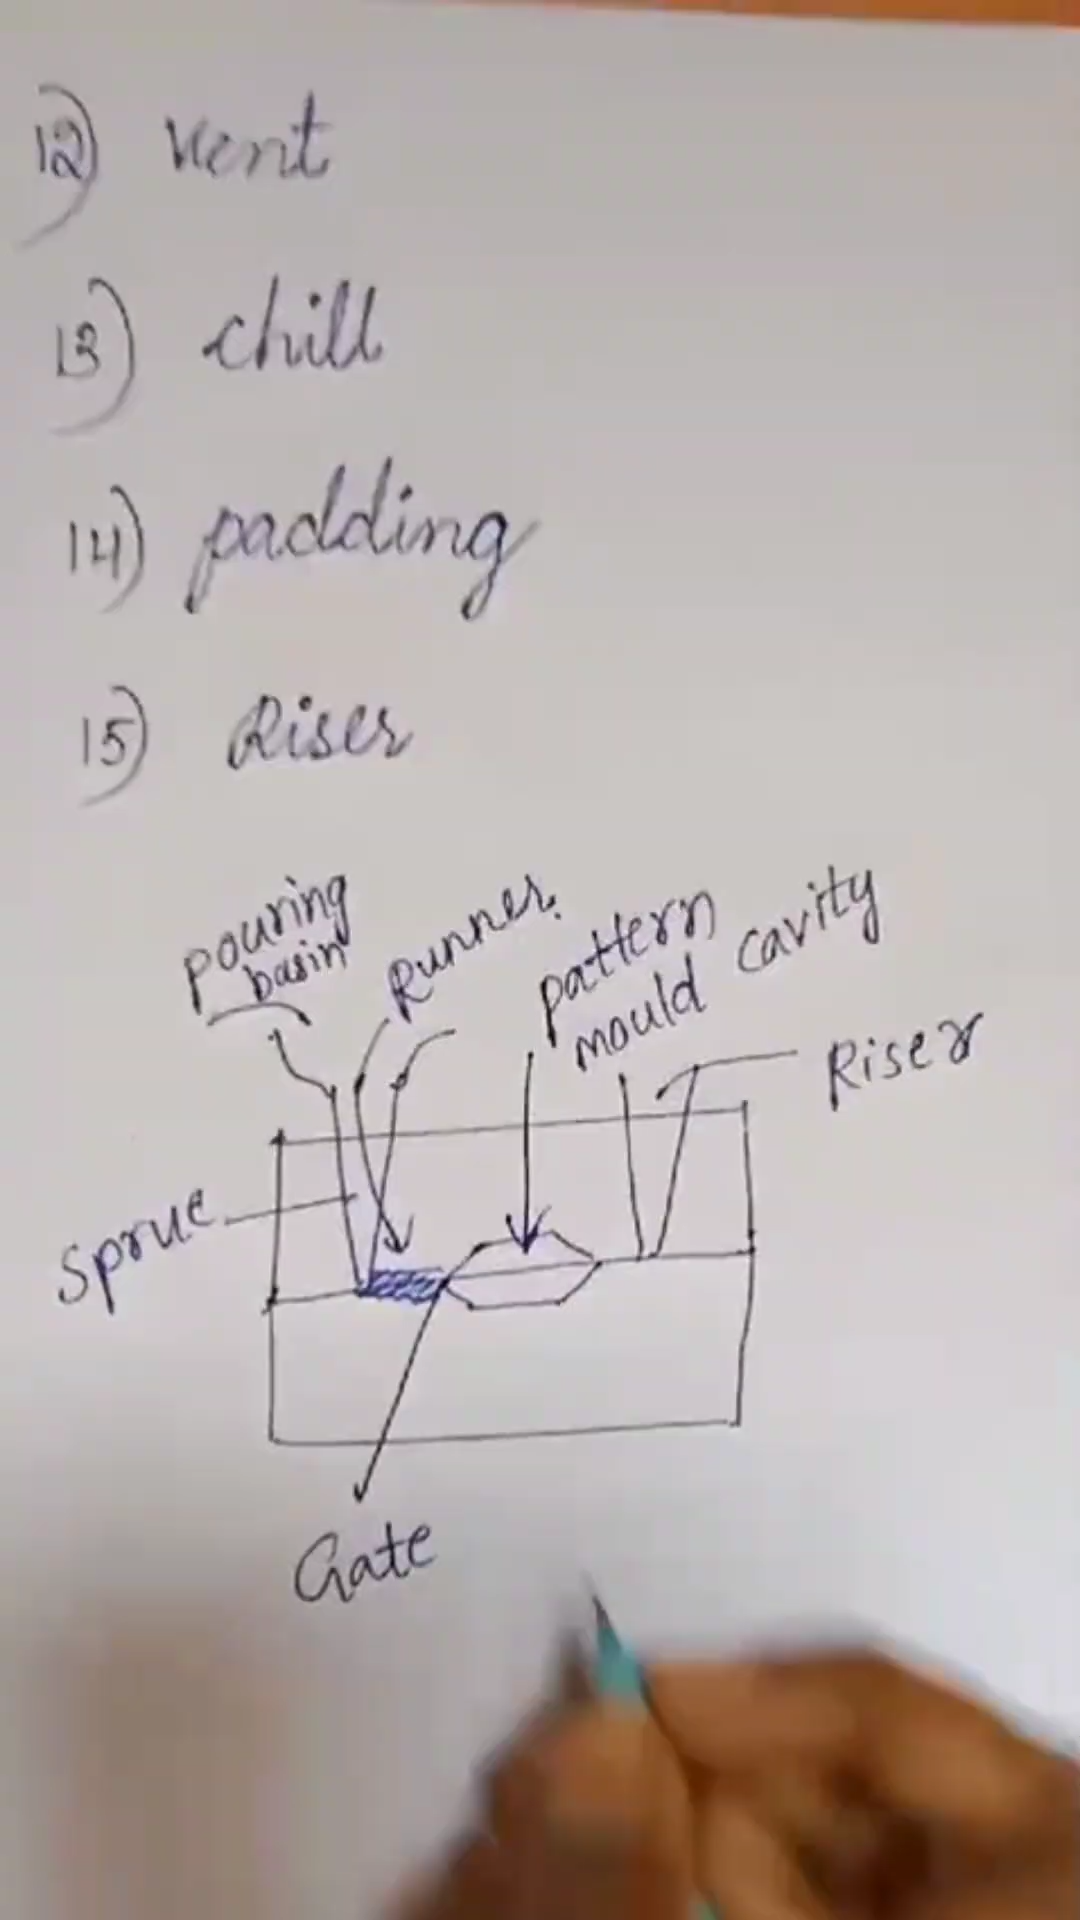 12) Vent
13) chill
14) padding
15) Riser
pouring
basin
Runner.
pattern
mould cavity
Riser
Sprue
Gate